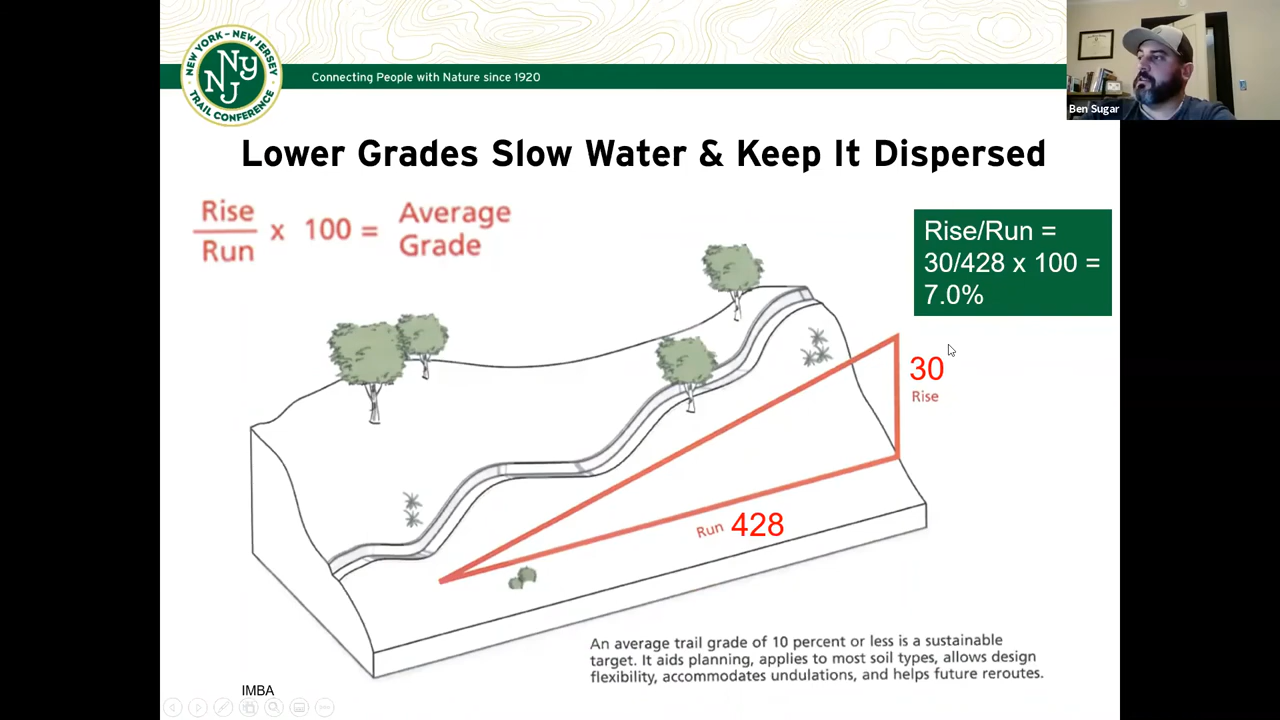 NEW YORK – NEW JERSEY
NY
NJ
TRAIL CONFERENCE
Connecting People with Nature since 1920
Ben Sugar
Lower Grades Slow Water & Keep It Dispersed
Rise
Run
x 100 =
Average
Grade
Rise/Run =
30/428 x 100 =
7.0%
30
Rise
Run 428
An average trail grade of 10 percent or less is a sustainable
target. It aids planning, applies to most soil types, allows design
flexibility, accommodates undulations, and helps future reroutes.
IMBA